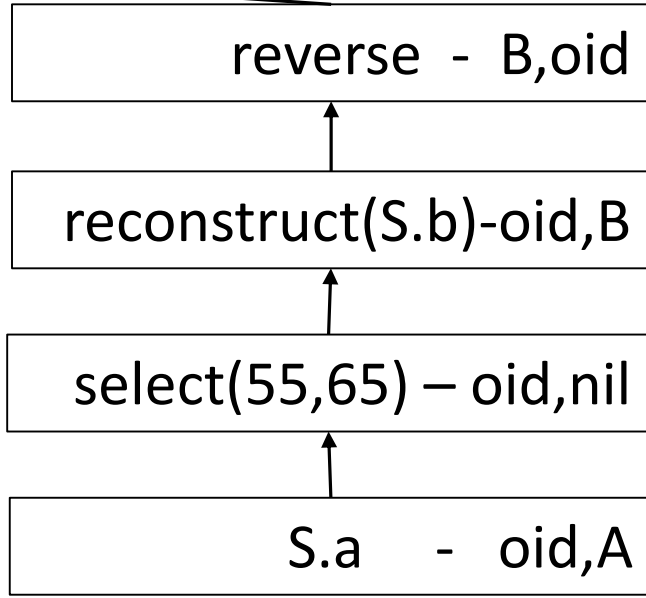 reverse - B,oid
reconstruct(S.b)-oid,B
select(55,65) – oid,nil
S.a - oid,A